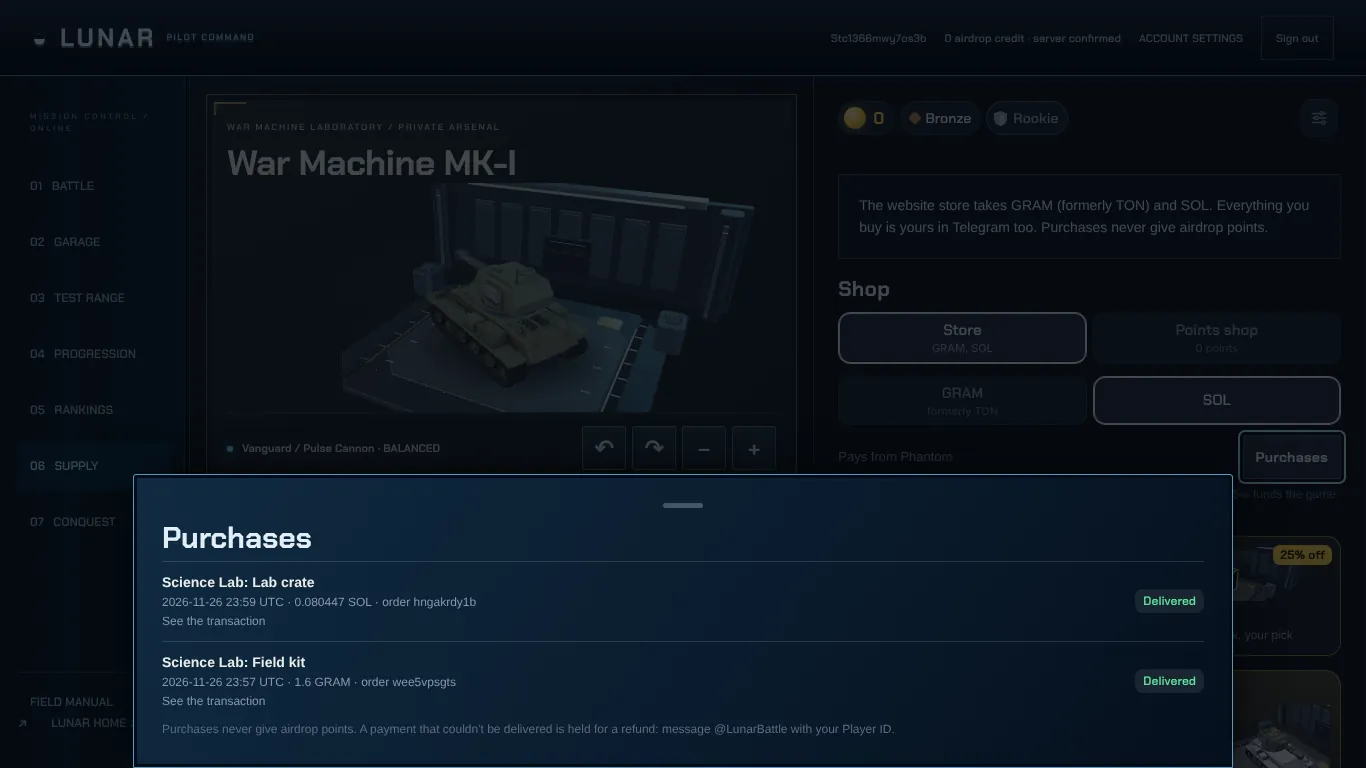 LUNAR PILOT COMMAND
Stc1366mwy7os3b 0 airdrop credit · server confirmed ACCOUNT SETTINGS Sign out
MISSION CONTROL /
ONLINE
01 BATTLE
02 GARAGE
03 TEST RANGE
04 PROGRESSION
05 RANKINGS
06 SUPPLY
07 CONQUEST
FIELD MANUAL
LUNAR HOME
WAR MACHINE LABORATORY / PRIVATE ARSENAL
War Machine MK-I
Vanguard / Pulse Cannon · BALANCED
0 Bronze Rookie
The website store takes GRAM (formerly TON) and SOL. Everything you
buy is yours in Telegram too. Purchases never give airdrop points.
Shop
Store
GRAM, SOL
Points shop
0 points
GRAM
formerly TON
SOL
Pays from Phantom
Purchases
funds the game
25% off
your pick
Purchases
Science Lab: Lab crate
2026-11-26 23:59 UTC · 0.080447 SOL · order hngakrdy1b
See the transaction
Delivered
Science Lab: Field kit
2026-11-26 23:57 UTC · 1.6 GRAM · order wee5vpsgts
See the transaction
Delivered
Purchases never give airdrop points. A payment that couldn't be delivered is held for a refund: message @LunarBattle with your Player ID.